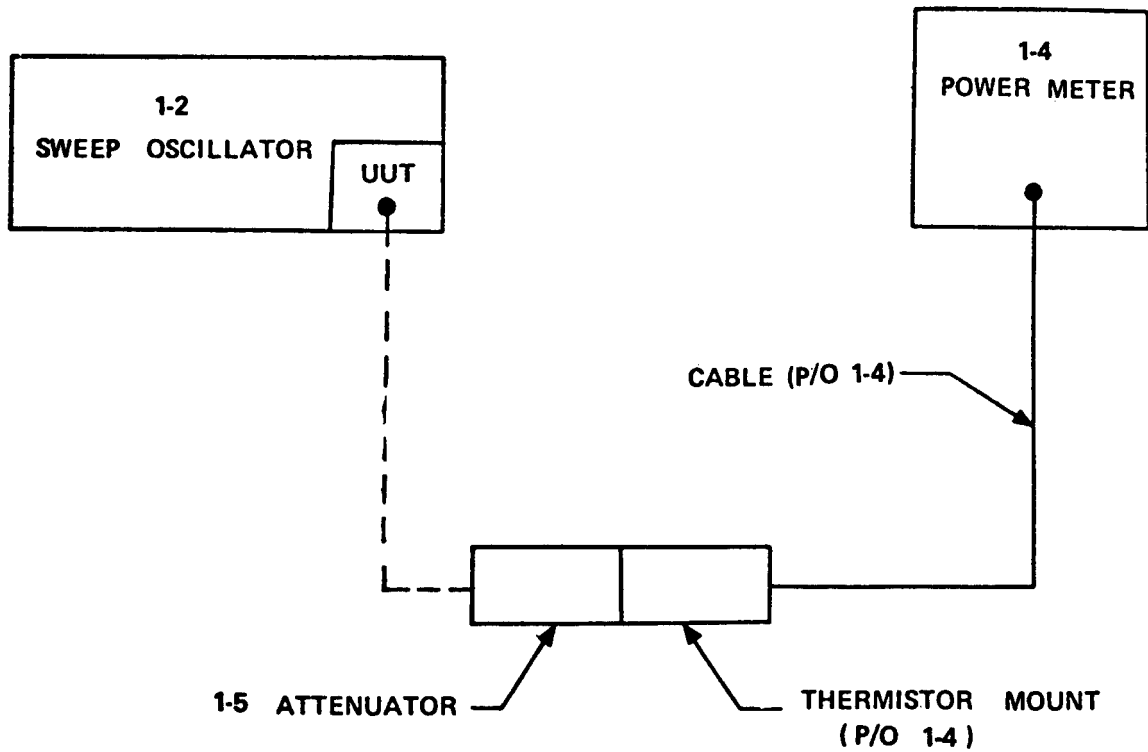 1-2
SWEEP OSCILLATOR
UUT
1-4
POWER METER
CABLE (P/O 1-4)
1-5 ATTENUATOR
THERMISTOR MOUNT
(P/O 1-4)